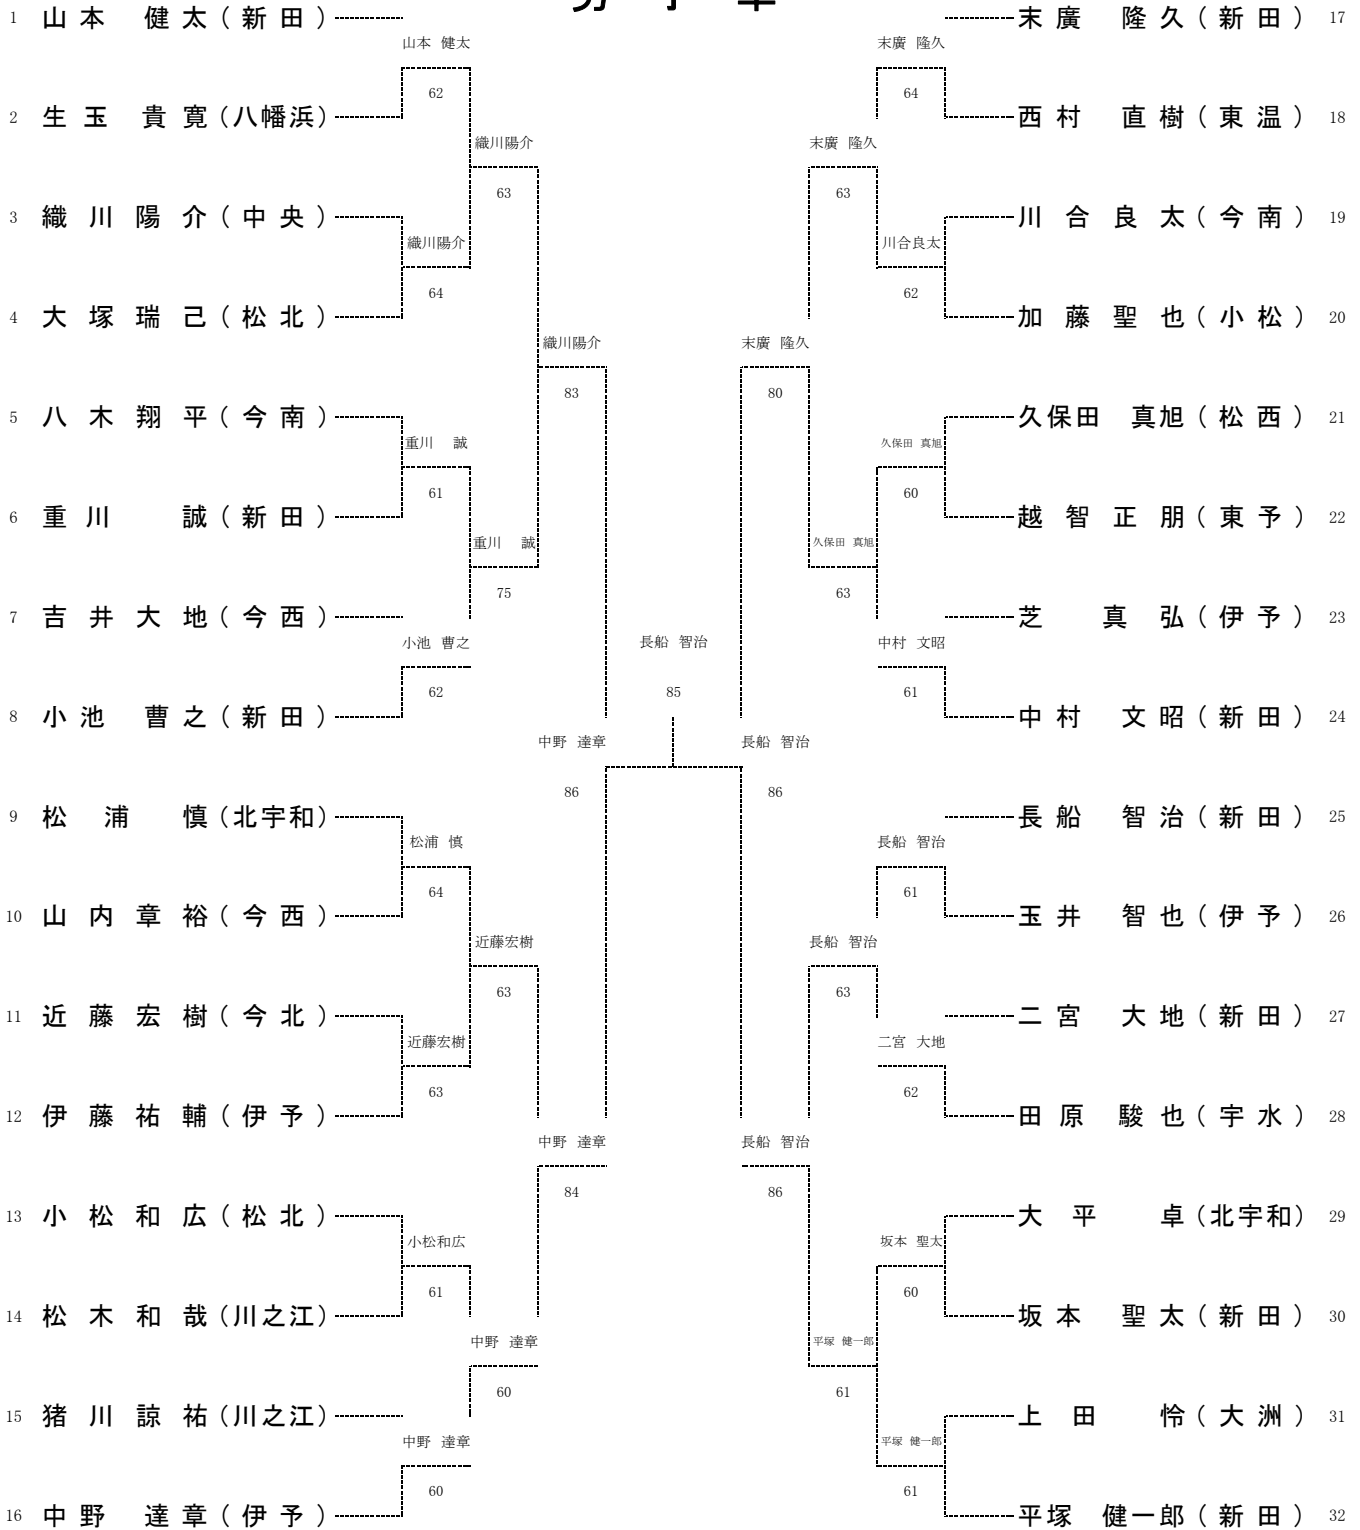 1 山本 健太(新田)
山本 健太
62
2 生玉 貴寛(八幡浜)
織川陽介
63
3 織川陽介(中央)
織川陽介
64
4 大塚瑞己(松北)
織川陽介
83
5 八木翔平(今南)
重川 誠
61
6 重川 誠(新田)
重川 誠
75
7 吉井大地(今西)
小池 曹之
62
8 小池 曹之(新田)
中野 達章
86
9 松浦 慎(北宇和)
松浦 慎
64
10 山内章裕(今西)
近藤宏樹
63
11 近藤宏樹(今北)
近藤宏樹
63
12 伊藤祐輔(伊予)
中野 達章
84
13 小松和広(松北)
小松和広
61
14 松木和哉(川之江)
中野 達章
60
15 猪川諒祐(川之江)
中野 達章
60
16 中野 達章(伊予)
長船 智治
85
末廣 隆久(新田) 17
末廣 隆久
64
西村 直樹(東温) 18
末廣 隆久
63
川合良太(今南) 19
川合良太
62
加藤聖也(小松) 20
末廣 隆久
80
久保田 真旭(松西) 21
久保田 真旭
60
越智正朋(東予) 22
久保田 真旭
63
芝 真弘(伊予) 23
中村 文昭
61
中村 文昭(新田) 24
長船 智治
86
長船 智治(新田) 25
長船 智治
61
玉井 智也(伊予) 26
長船 智治
63
二宮 大地(新田) 27
二宮 大地
62
田原 駿也(宇水) 28
長船 智治
86
大平 卓(北宇和) 29
坂本 聖太
60
坂本 聖太(新田) 30
平塚 健一郎
61
上田 怜(大洲) 31
平塚 健一郎
61
平塚 健一郎(新田) 32